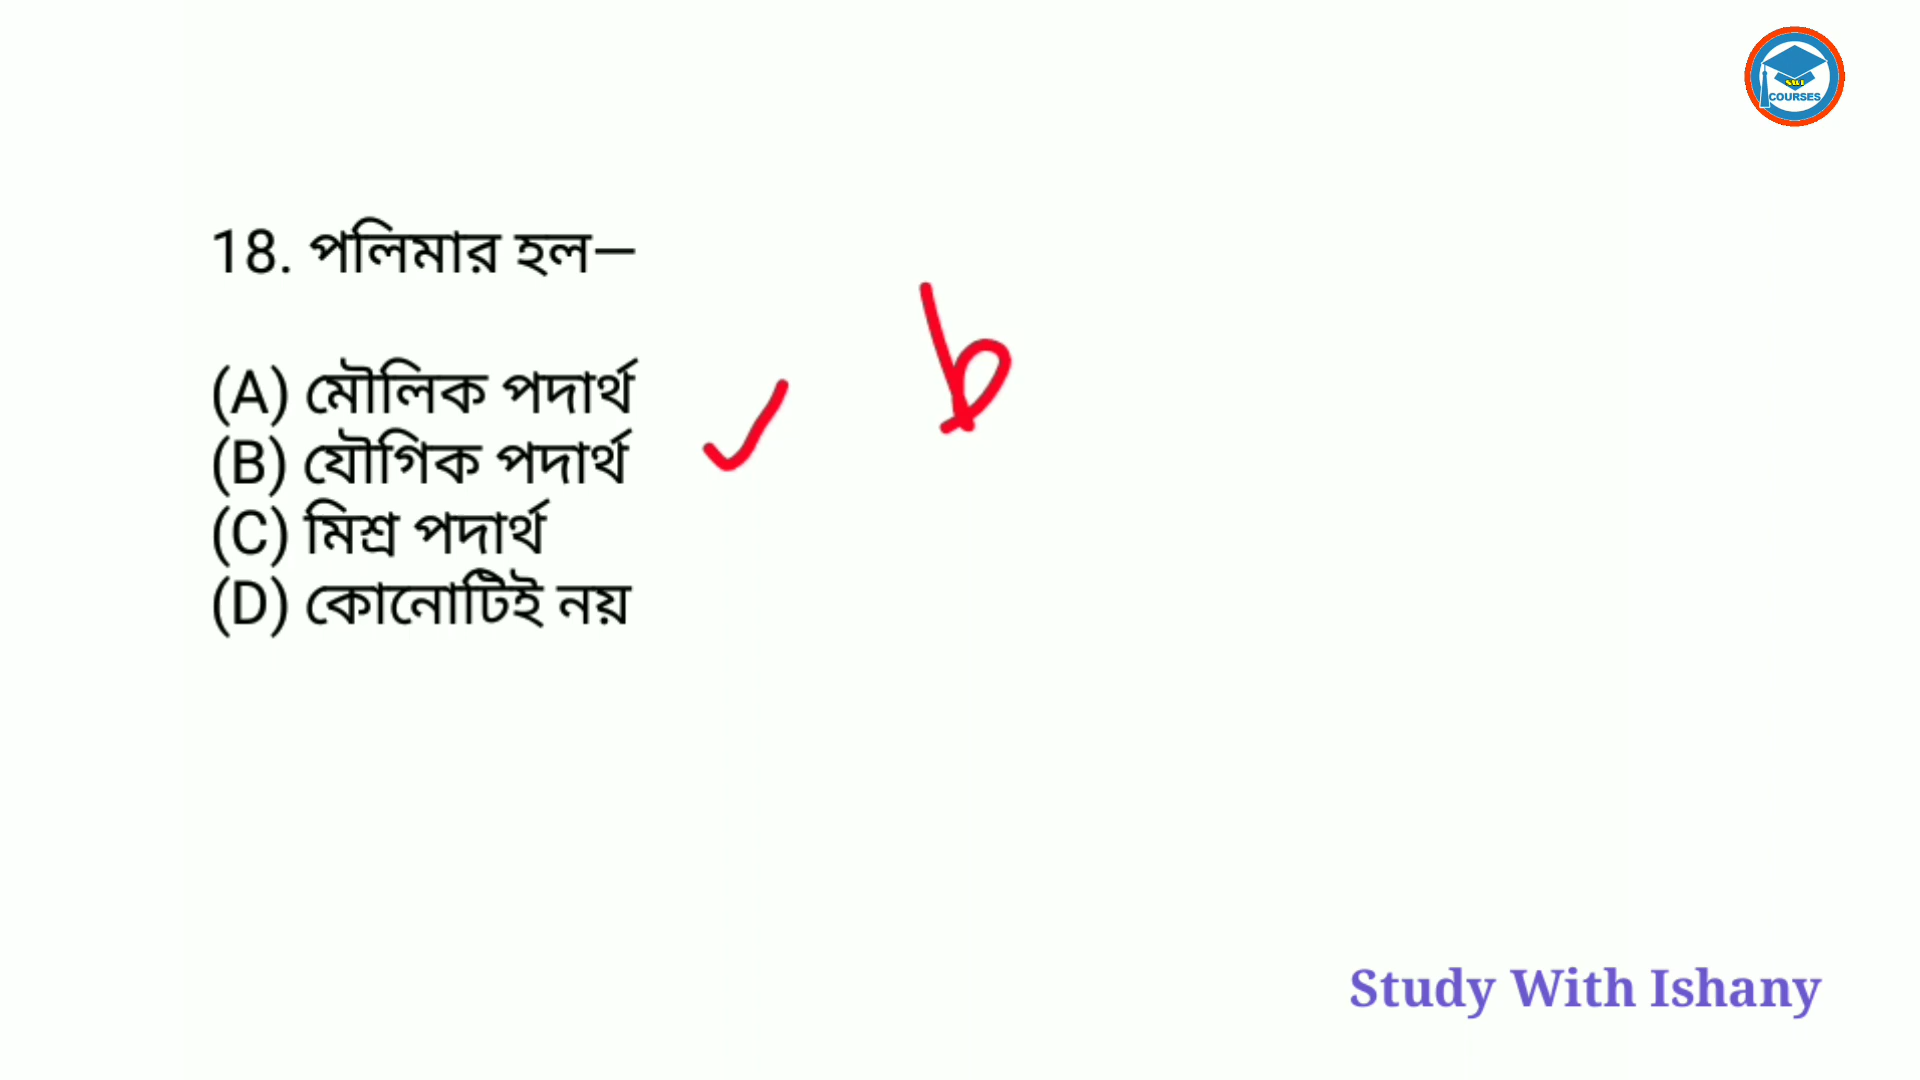 COURSES
18. পলিমার হল—
b
(A) মৌলিক পদার্থ
(B) যৌগিক পদার্থ
(C) মিশ্র পদার্থ
(D) কোনোটিই নয়
Study With Ishany